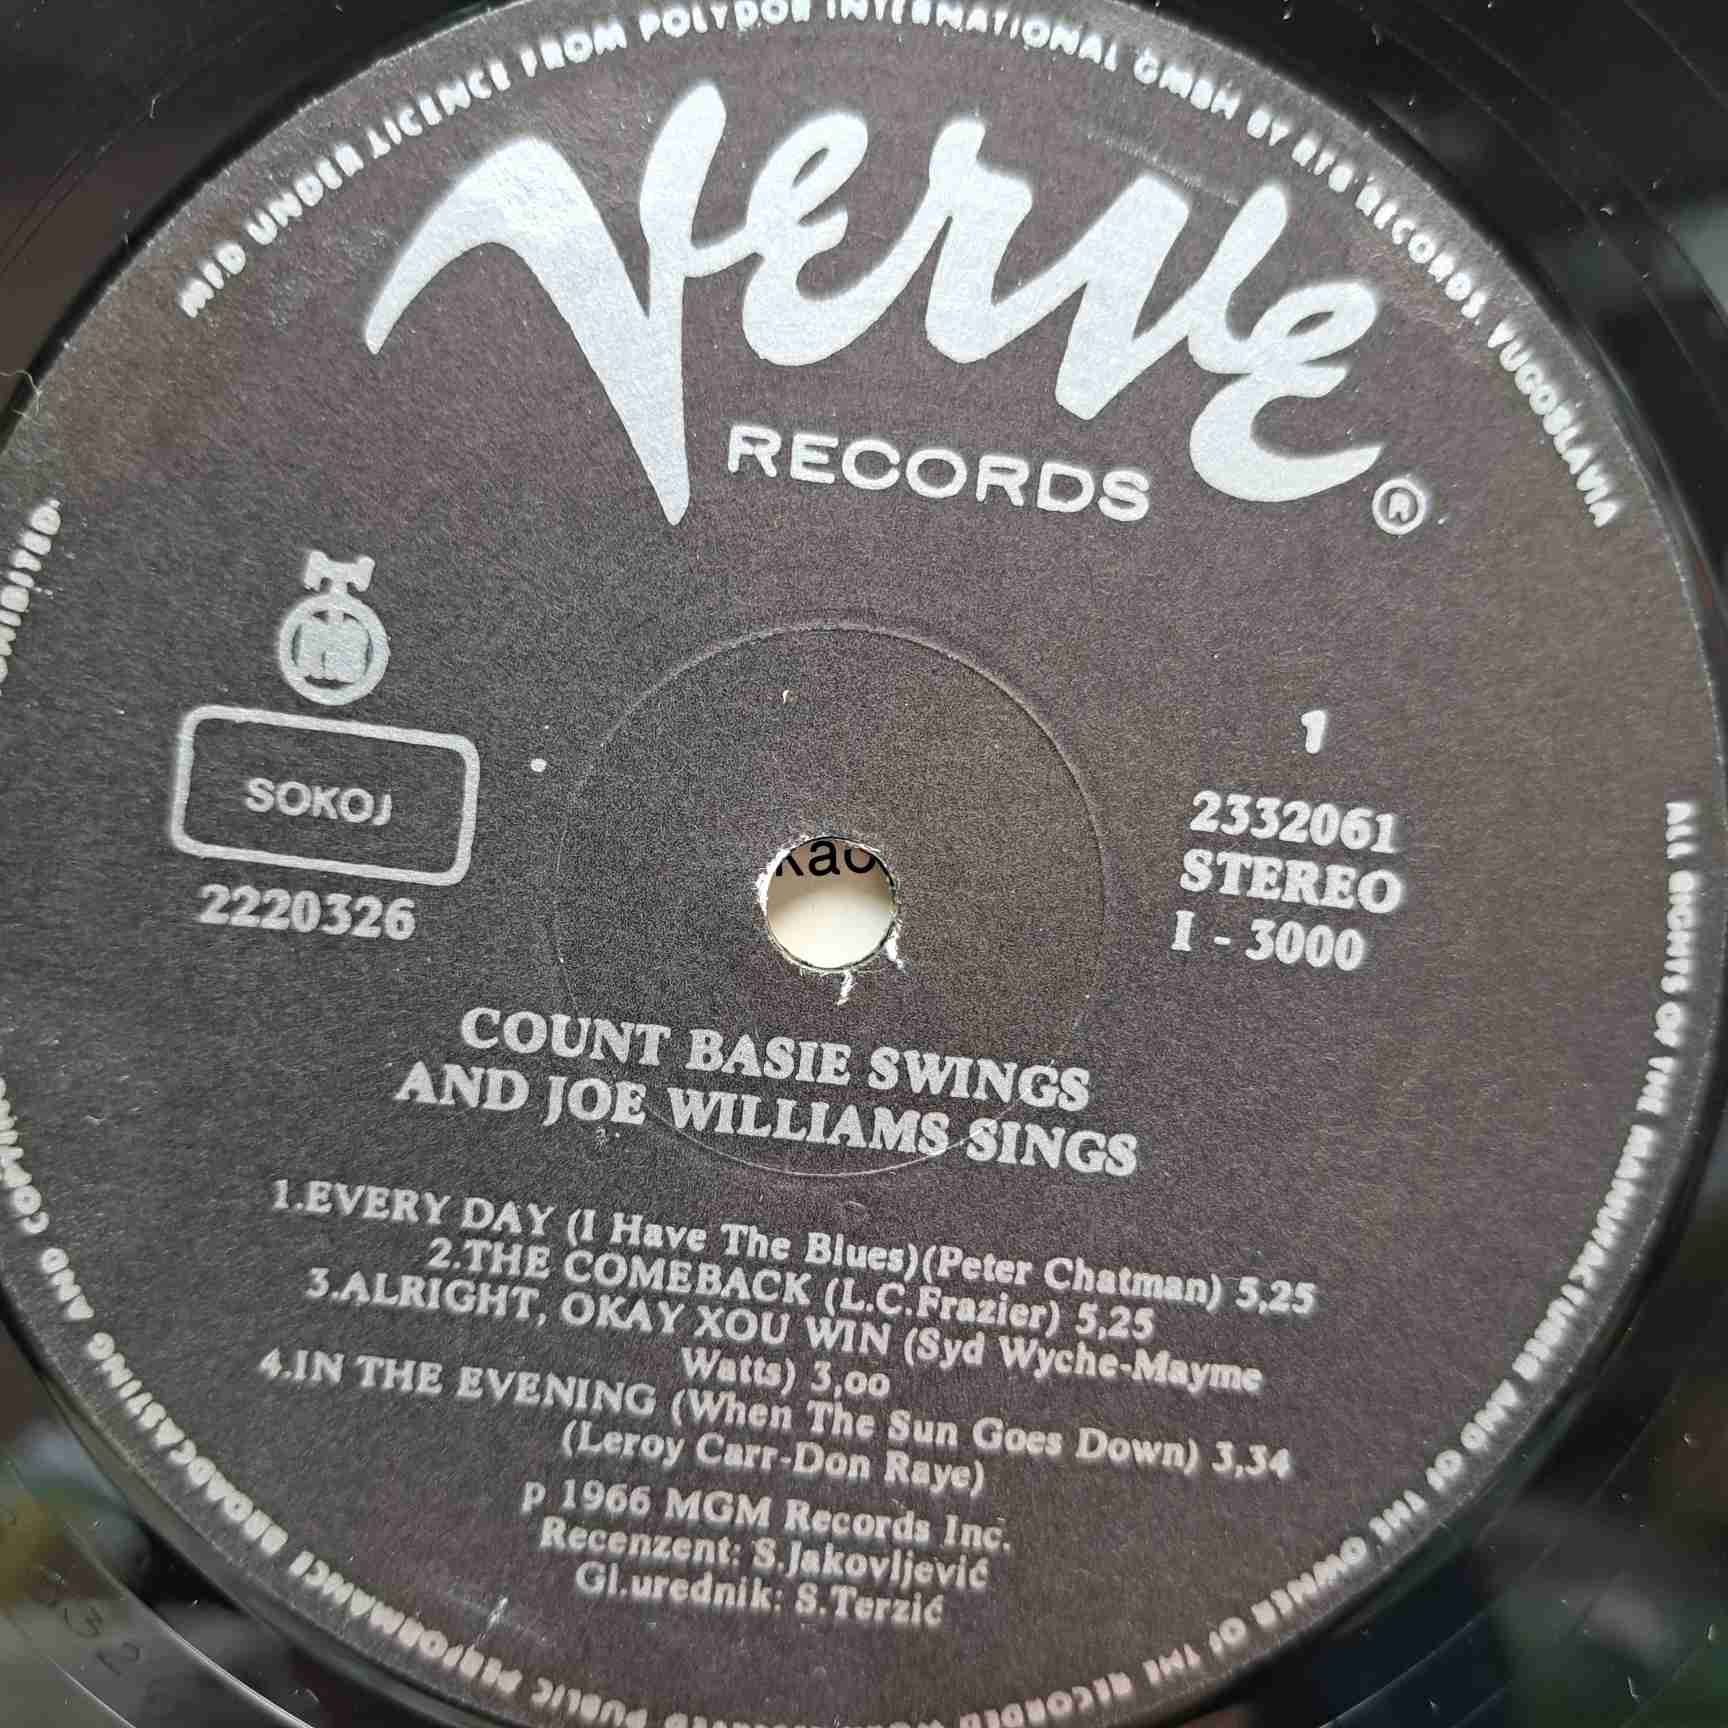 MFD UNDER LICENCE FROM POLYDOR INTERNATIONAL GMBH BY RTB RECORDS, YUGOSLAVIA
Verve
RECORDS
®
SOKOJ
2220326
1
2332061
STEREO
I - 3000
kao
COUNT BASIE SWINGS
AND JOE WILLIAMS SINGS
1.EVERY DAY (I Have The Blues)(Peter Chatman) 5,25
2.THE COMEBACK (L.C.Frazier) 5,25
3.ALRIGHT, OKAY XOU WIN (Syd Wyche-Mayme
Watts) 3,oo
4.IN THE EVENING (When The Sun Goes Down) 3,34
(Leroy Carr-Don Raye)
p 1966 MGM Records Inc.
Recenzent: S.Jakovljević
Gl.urednik: S.Terzić
ALL RIGHTS OF THE MANUFAKTURE AND OF THE OWNER OF THE RECORDED PUBLIC PERFORMANCE BROADCASTING AND